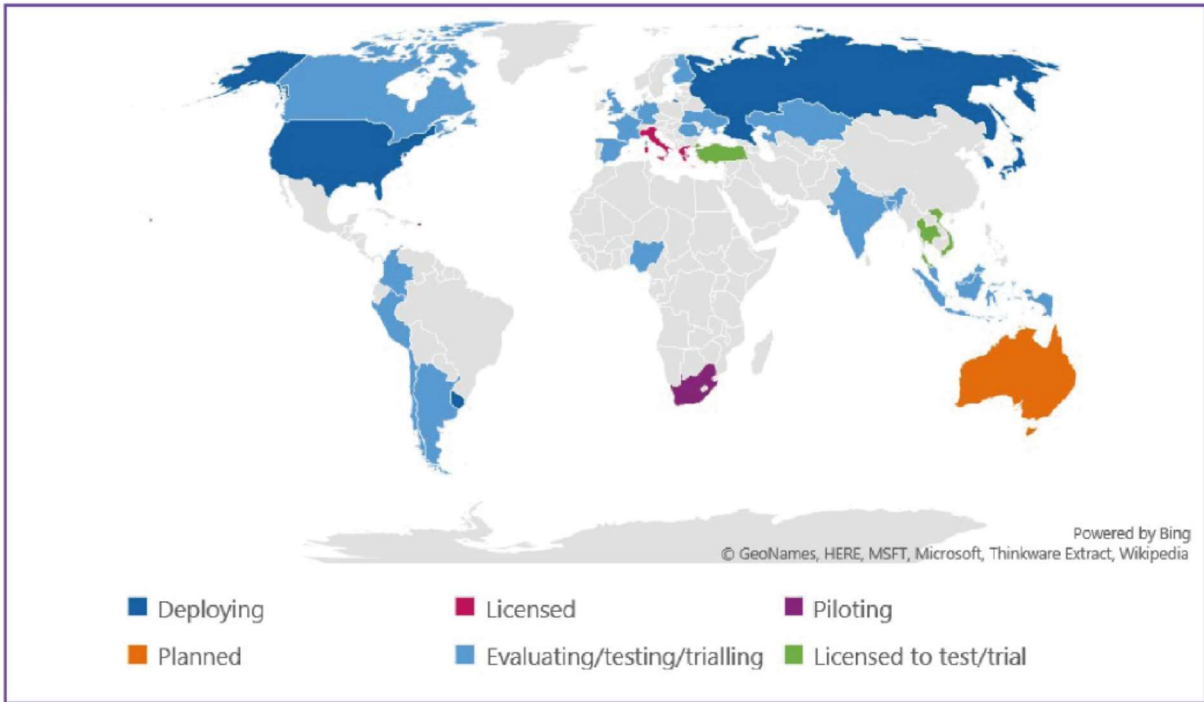 Powered by Bing
© GeoNames, HERE, MSFT, Microsoft, Thinkware Extract, Wikipedia
Deploying
Licensed
Piloting
Planned
Evaluating/testing/trialling
Licensed to test/trial